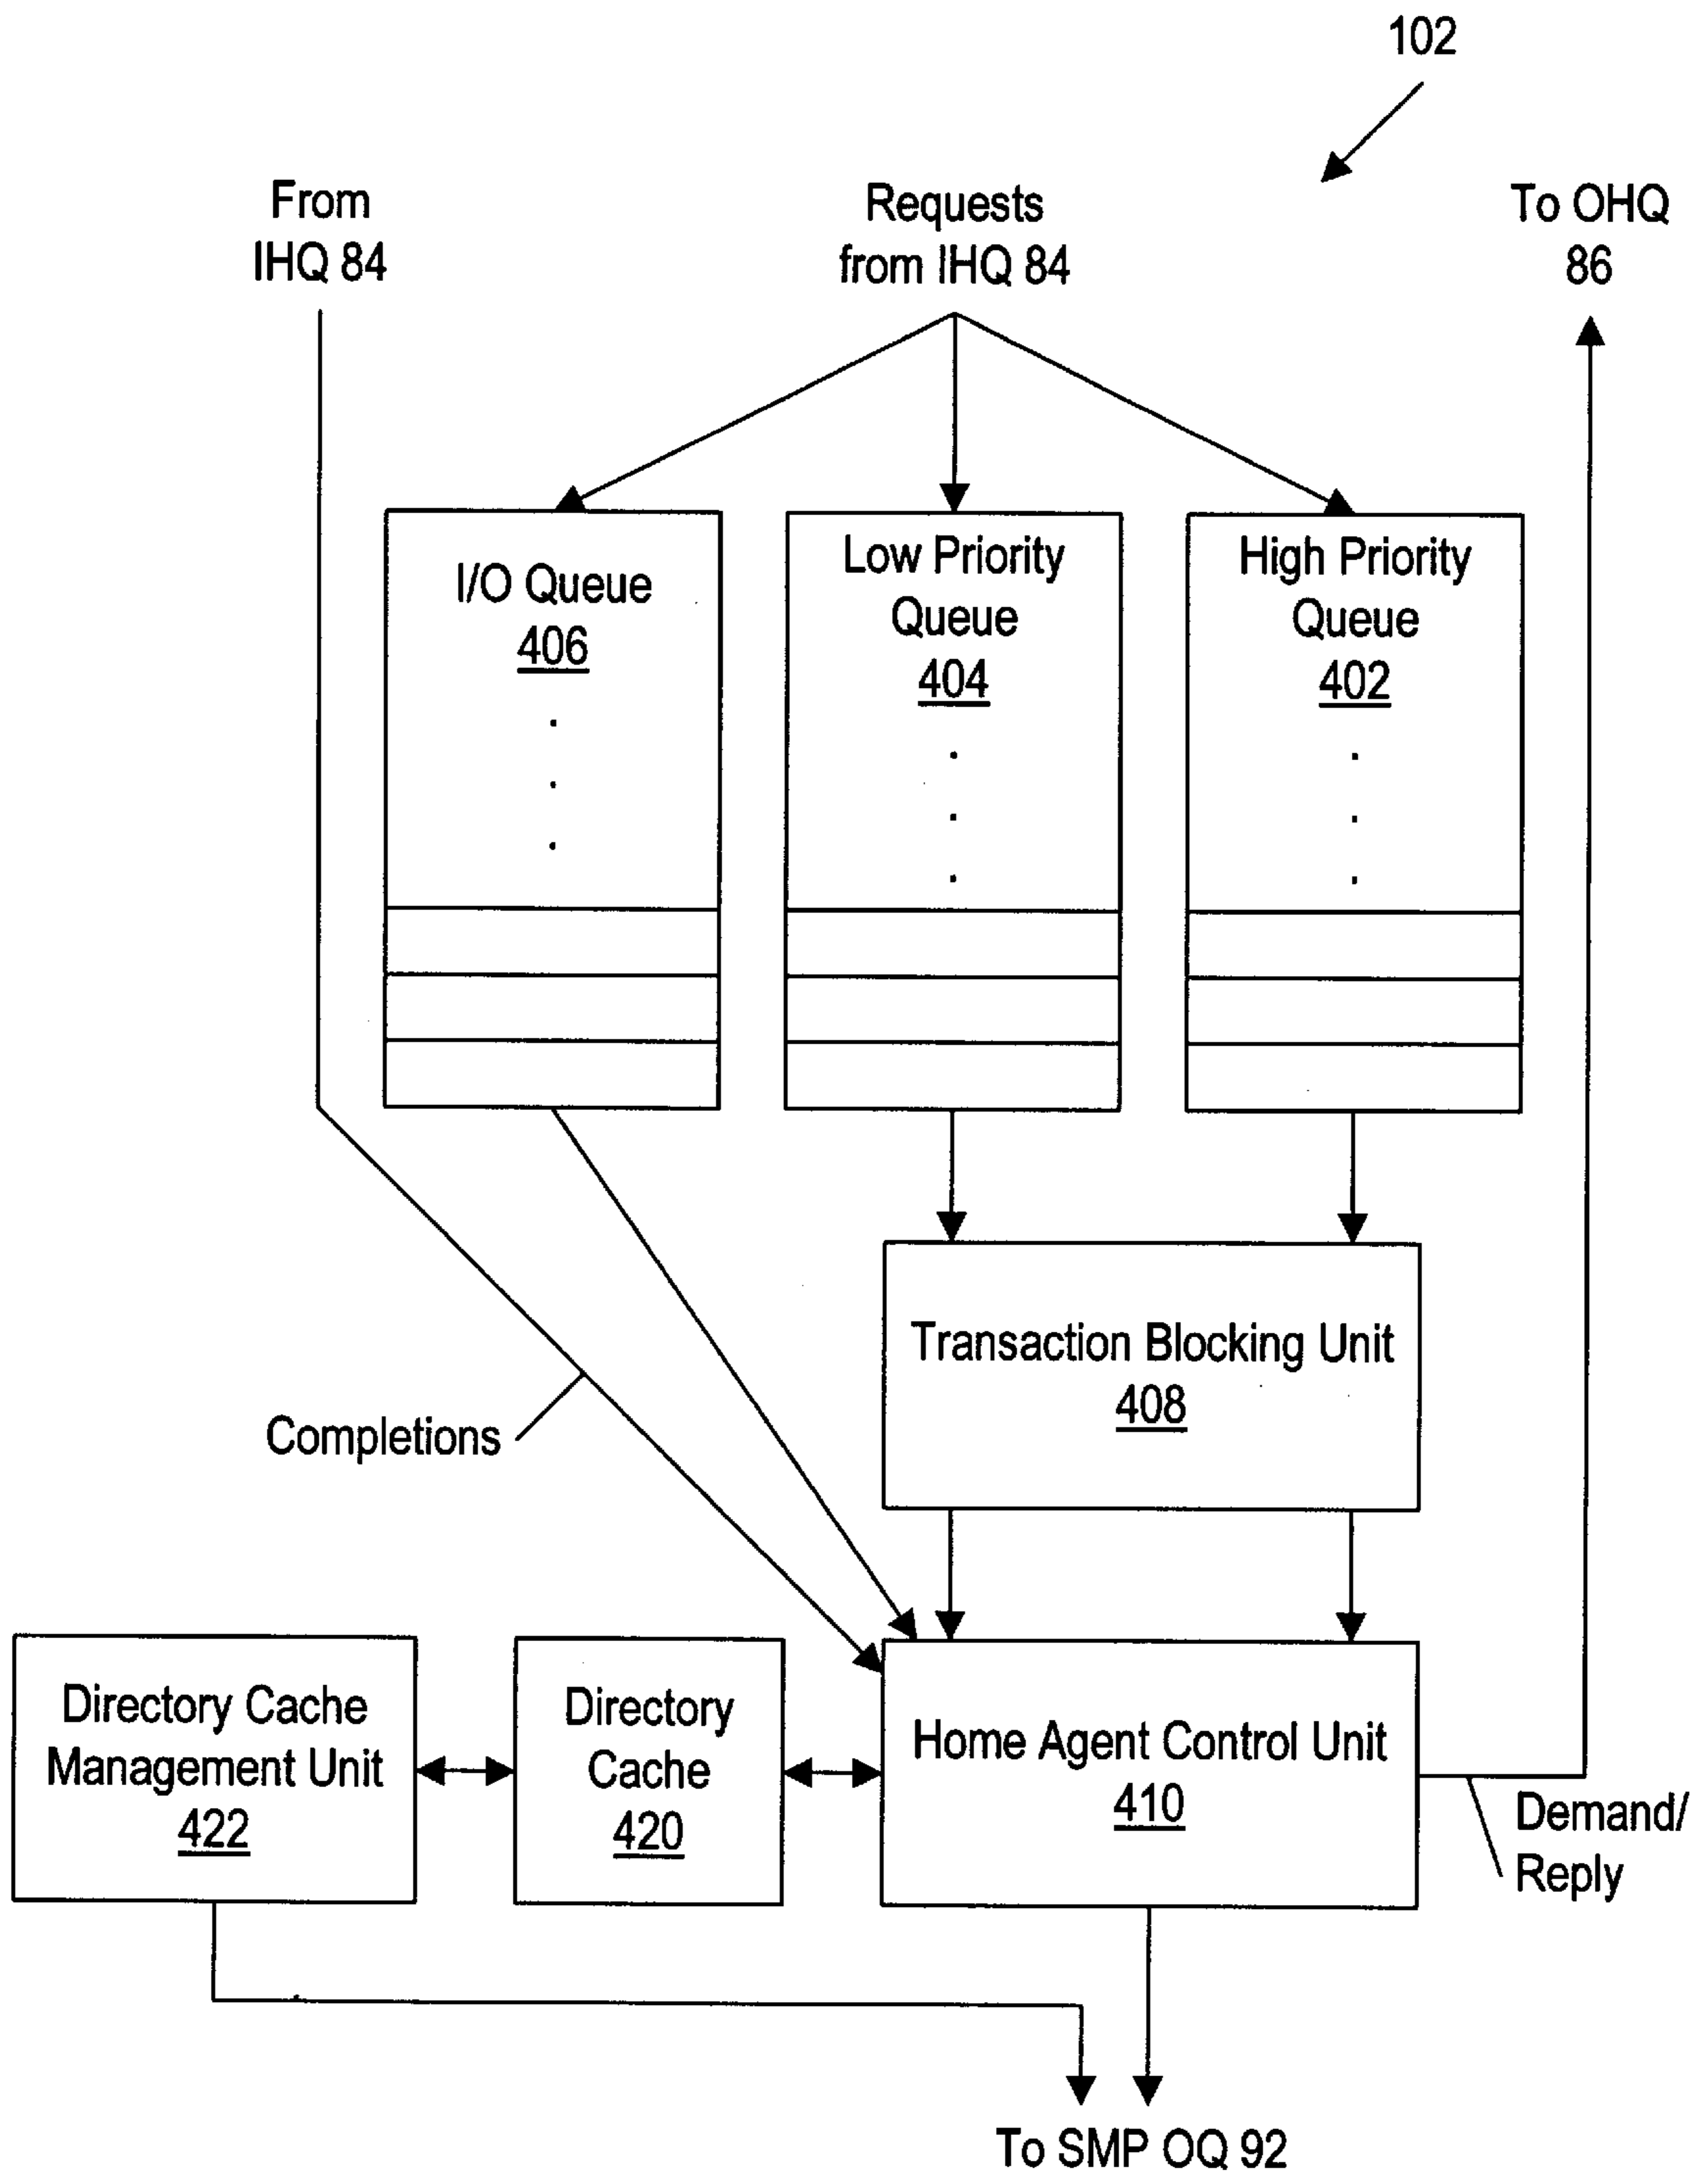 102
From
IHQ 84
Requests
from IHQ 84
To OHQ
86
I/O Queue
406
Low Priority
Queue
404
High Priority
Queue
402
Transaction Blocking Unit
408
Completions
Directory Cache
Management Unit
422
Directory
Cache
420
Home Agent Control Unit
410
Demand/
Reply
To SMP OQ 92